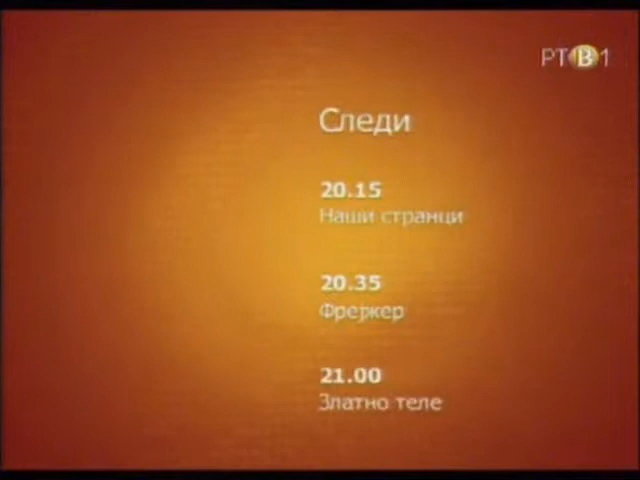 РТВ1
Следи
20.15
Наши странци
20.35
Фрејкер
21.00
Златно теле